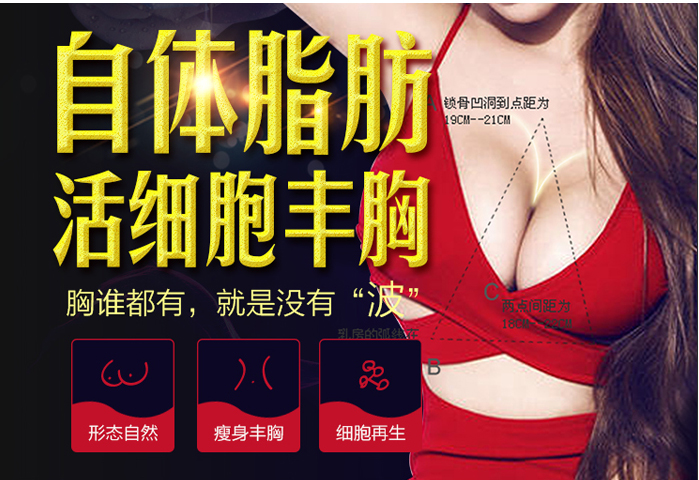 自体脂肪
活细胞丰胸
胸谁都有，就是没有“波”
形态自然
瘦身丰胸
细胞再生
锁骨凹洞到点距为
19CM--21CM
C
两点间距为
乳房的弧线在
B